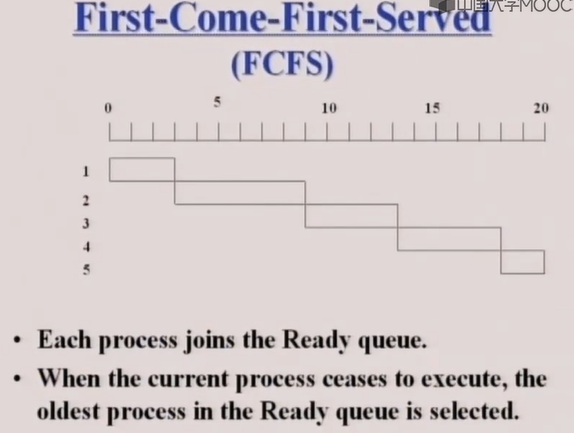 中国大学MOOC
First-Come-First-Served
(FCFS)
0 5 10 15 20
1
2
3
4
5
• Each process joins the Ready queue.
• When the current process ceases to execute, the
oldest process in the Ready queue is selected.